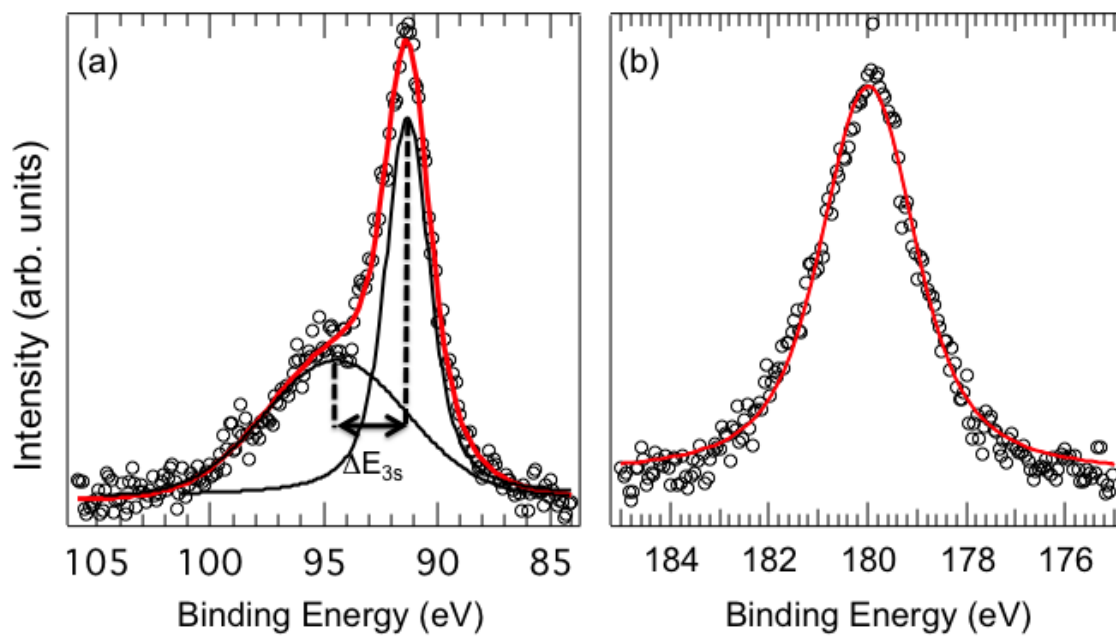 (a)
(b)
Intensity (arb. units)
ΔE3s
105 100 95 90 85
184 182 180 178 176
Binding Energy (eV)
Binding Energy (eV)